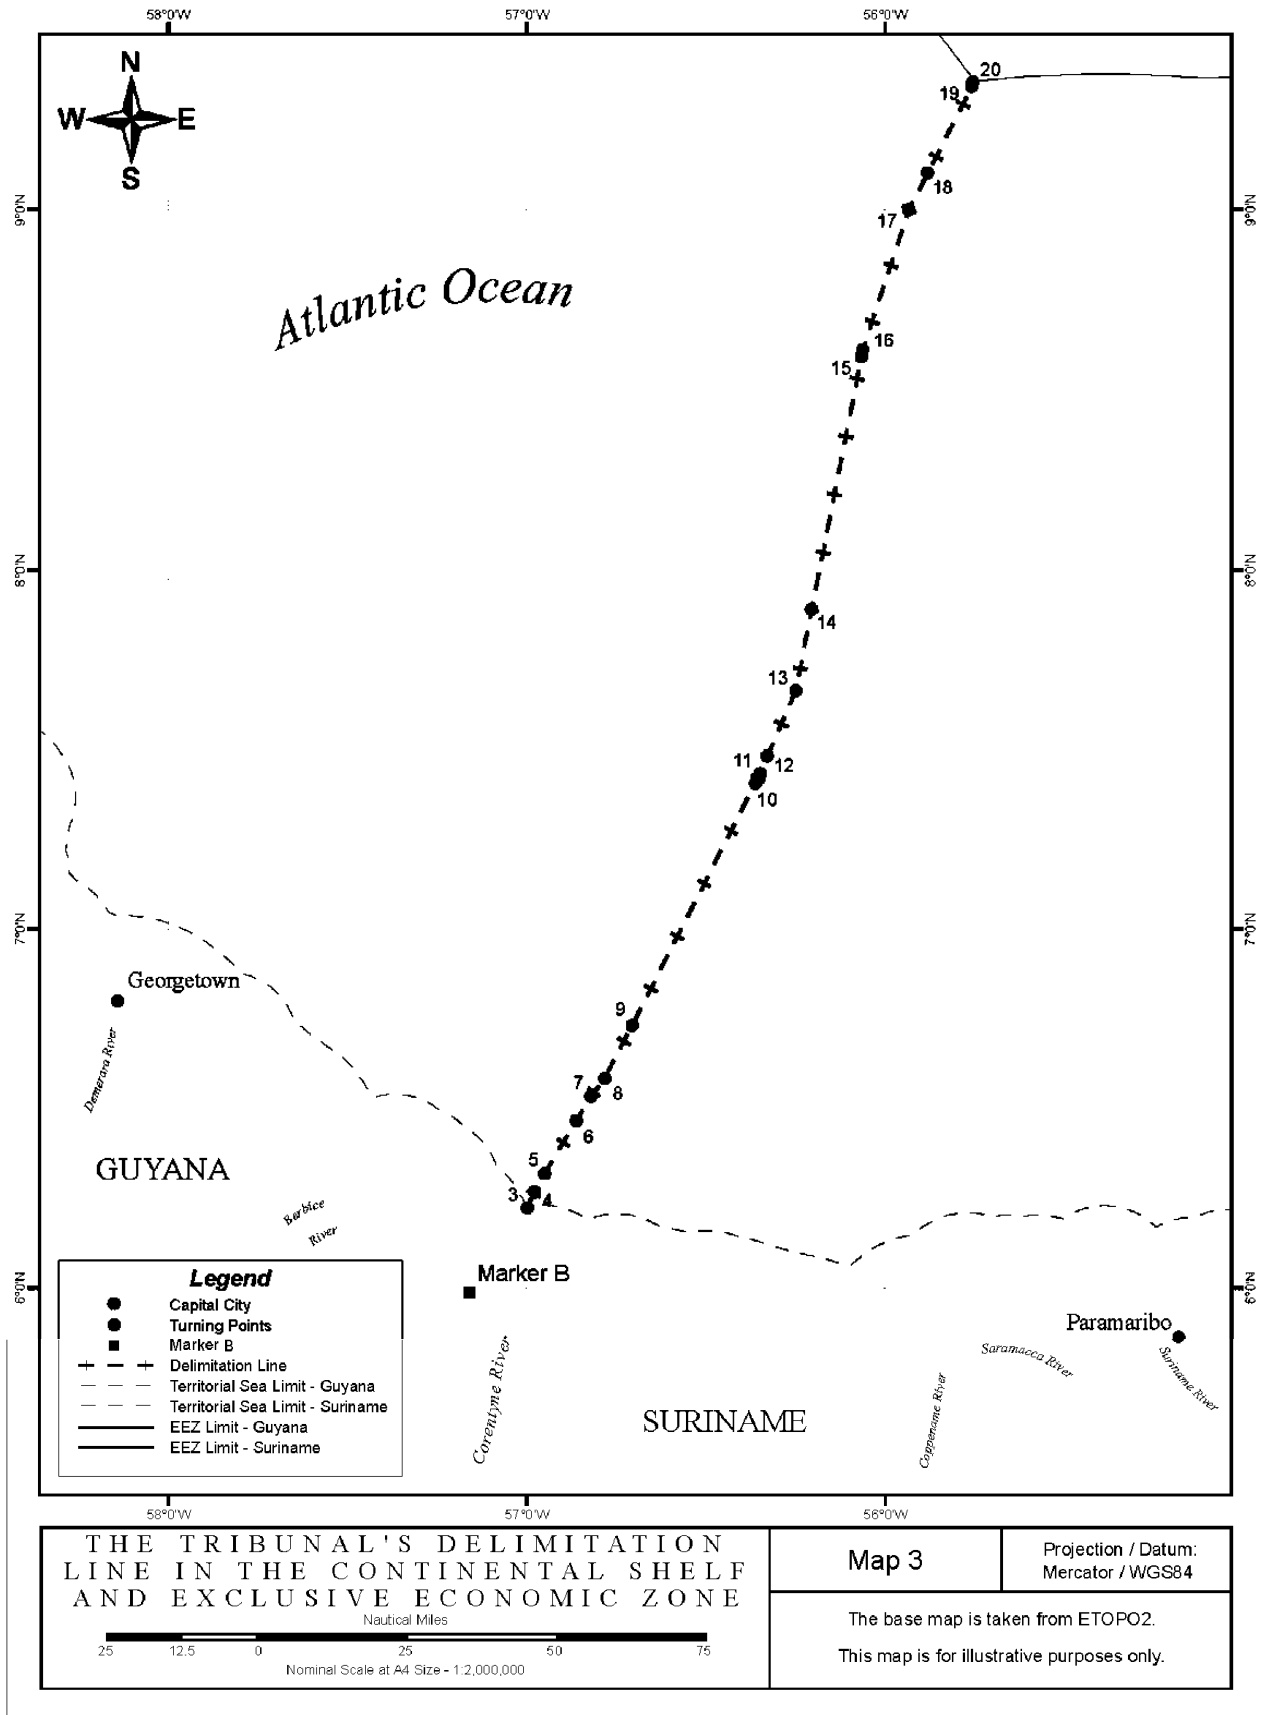 58°0'W 57°0'W 56°0'W
N
W E
S
20
19
18
9°0'N 9°0'N
17
Atlantic Ocean
16
15
8°0'N 8°0'N
14
13
11
12
10
7°0'N 7°0'N
Georgetown
9
Demerara River
7
8
6
GUYANA
5
3
4
Berbice
River
Marker B
6°0'N 6°0'N
Legend
Capital City
Turning Points
Marker B
Delimitation Line
Territorial Sea Limit - Guyana
Territorial Sea Limit - Suriname
EEZ Limit - Guyana
EEZ Limit - Suriname
Paramaribo
Corentyne River
Saramacca River
Suriname River
Coppename River
SURINAME
58°0'W 57°0'W 56°0'W
THE TRIBUNAL'S DELIMITATION
LINE IN THE CONTINENTAL SHELF
AND EXCLUSIVE ECONOMIC ZONE
Nautical Miles
25 12.5 0 25 50 75
Nominal Scale at A4 Size - 1:2,000,000
Map 3
Projection / Datum:
Mercator / WGS84
The base map is taken from ETOPO2.
This map is for illustrative purposes only.